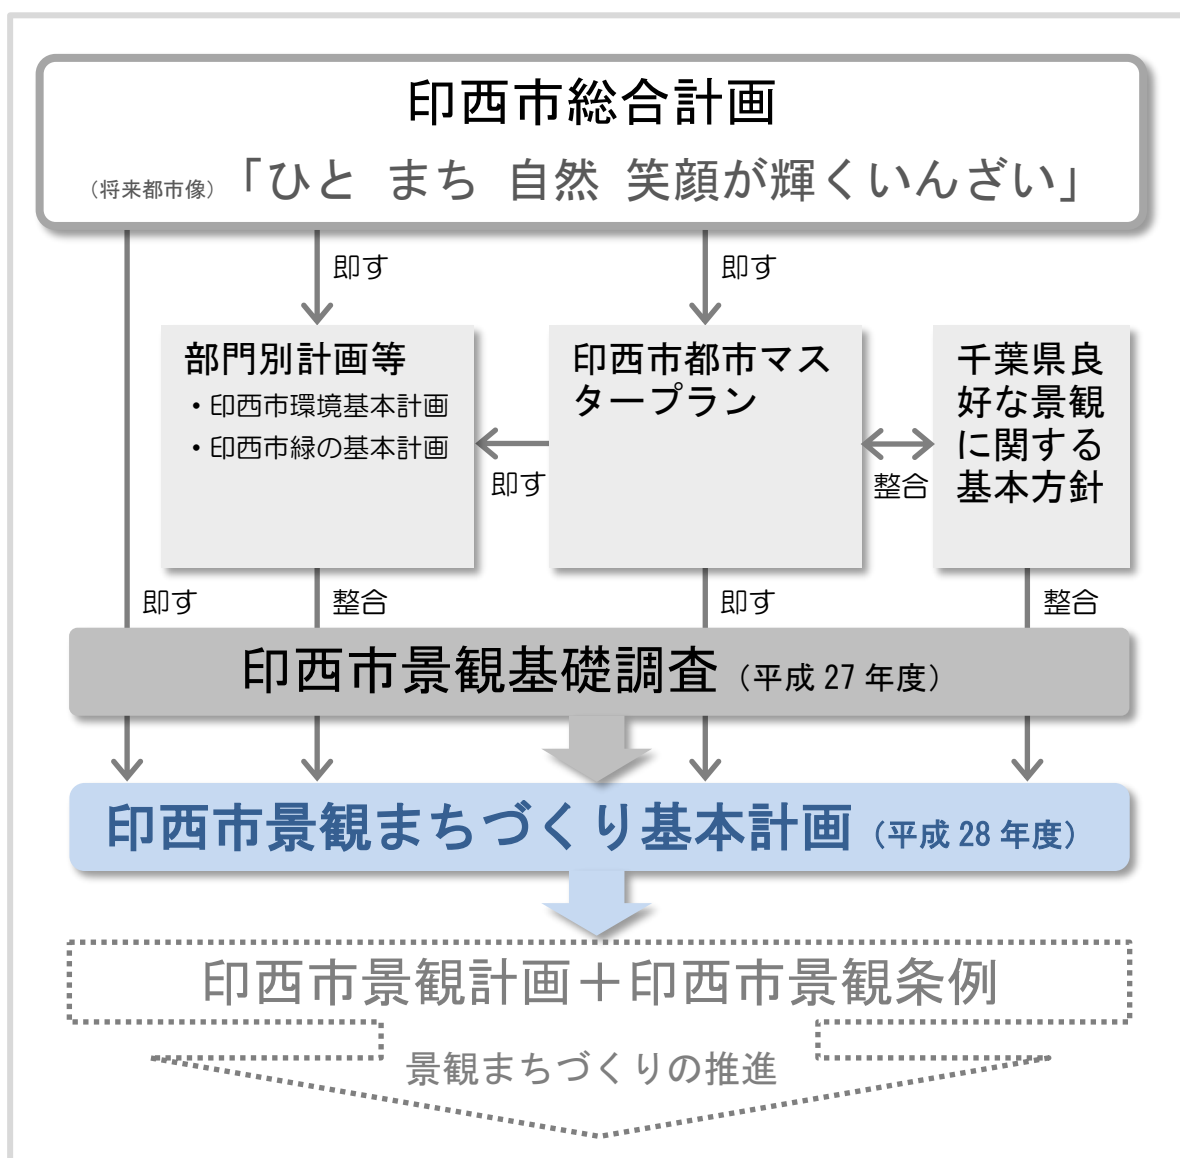 印西市総合計画
（将来都市像）「ひと まち 自然 笑顔が輝くいんざい」
即す
即す
部門別計画等
・印西市環境基本計画
・印西市緑の基本計画
即す
印西市都市マス
タープラン
整合
千葉県良
好な景観
に関する
基本方針
即す
整合
即す
整合
印西市景観基礎調査（平成 27 年度）
印西市景観まちづくり基本計画（平成 28 年度）
印西市景観計画＋印西市景観条例
景観まちづくりの推進